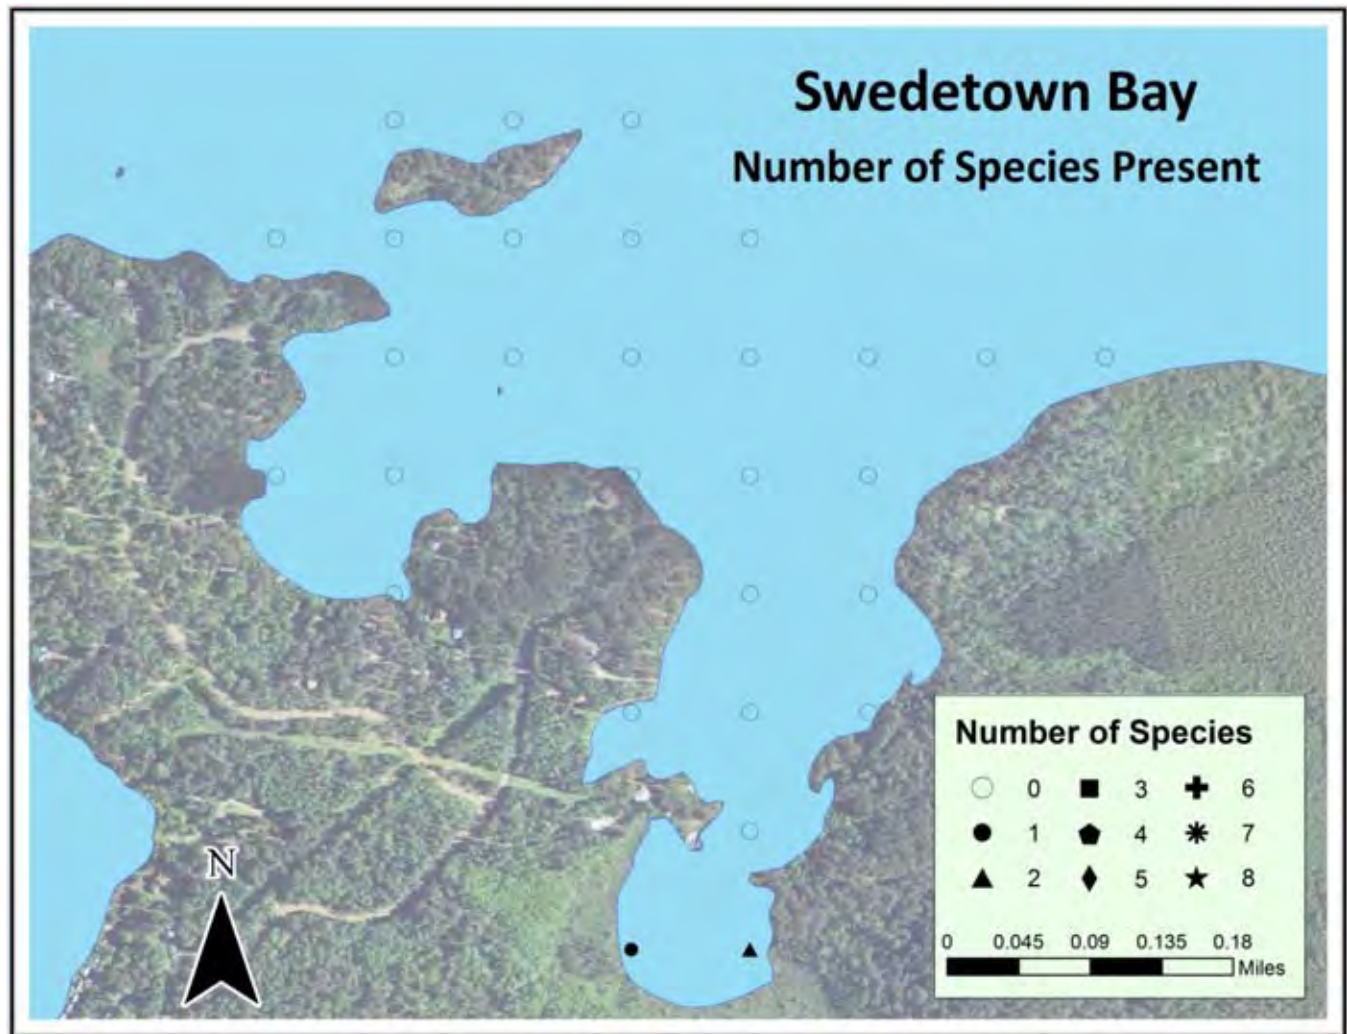 Swedetown Bay
Number of Species Present
Number of Species
0 3 6
1 4 7
2 5 8
0 0.045 0.09 0.135 0.18
Miles
N